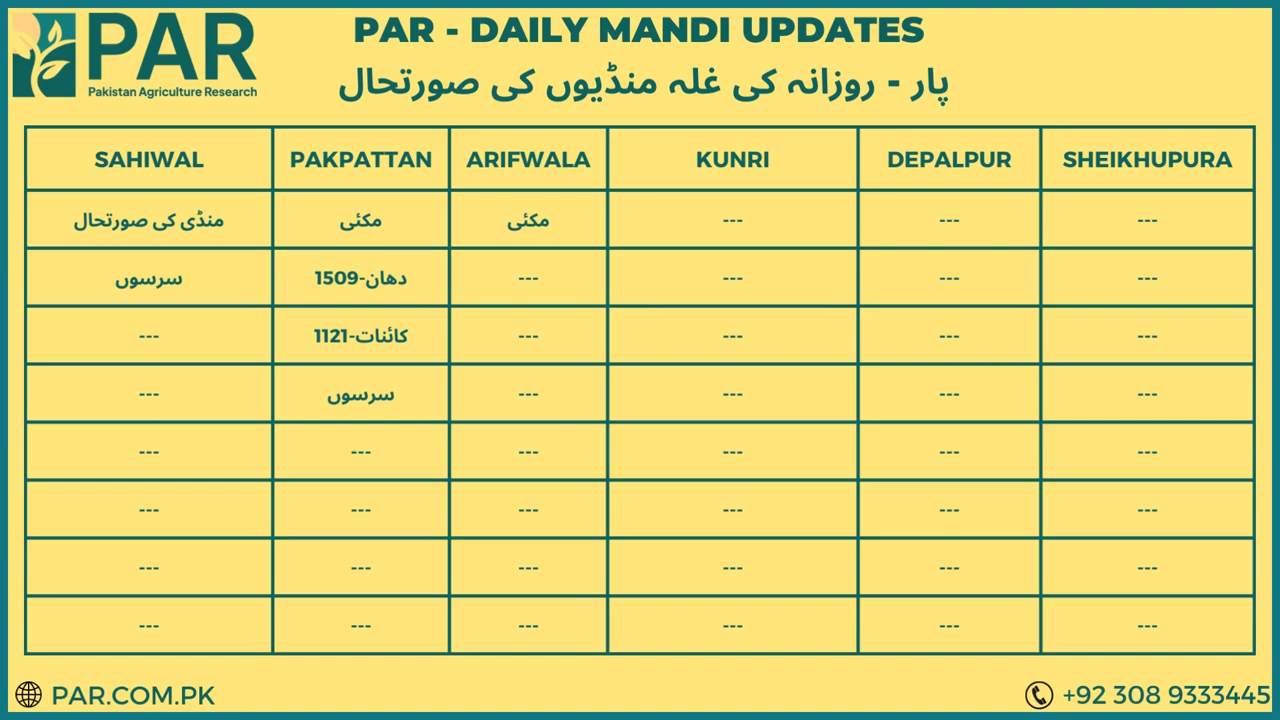 PAR
Pakistan Agriculture Research
PAR - DAILY MANDI UPDATES
پار - روزانہ کی غلہ منڈیوں کی صورتحال
SAHIWAL PAKPATTAN ARIFWALA KUNRI DEPALPUR SHEIKHUPURA
منڈی کی صورتحال مکئی مکئی --- --- ---
سرسوں دھان-1509 --- --- --- ---
--- کائنات-1121 --- --- --- ---
--- سرسوں --- --- --- ---
--- --- --- --- --- ---
--- --- --- --- --- ---
--- --- --- --- --- ---
--- --- --- --- --- ---
PAR.COM.PK +92 308 9333445